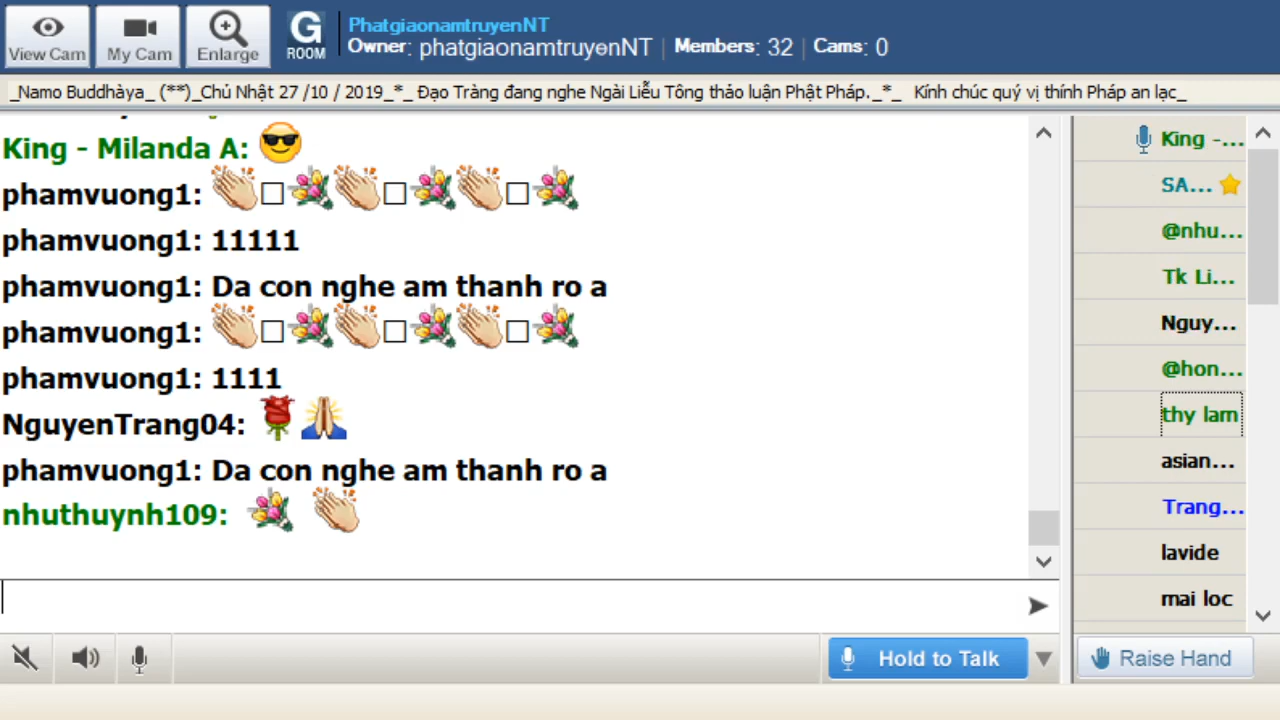 View Cam
My Cam
Enlarge
G
ROOM
PhatgiaonamtruyenNT
Owner: phatgiaonamtruyenNT | Members: 32 | Cams: 0
_Namo Buddhàya_ (**)_Chủ Nhật 27 /10 / 2019_*_ Đạo Tràng đang nghe Ngài Liễu Tông thảo luận Phật Pháp._*_ Kính chúc quý vị thính Pháp an lạc_
King - Milanda A:
phamvuong1:
phamvuong1: 11111
phamvuong1: Da con nghe am thanh ro a
phamvuong1:
phamvuong1: 1111
NguyenTrang04:
phamvuong1: Da con nghe am thanh ro a
nhuthuynh109:
King -...
SA...
@nhu...
Tk Li...
Nguy...
@hon...
thy lam
asian...
Trang...
lavide
mai loc
Hold to Talk
Raise Hand